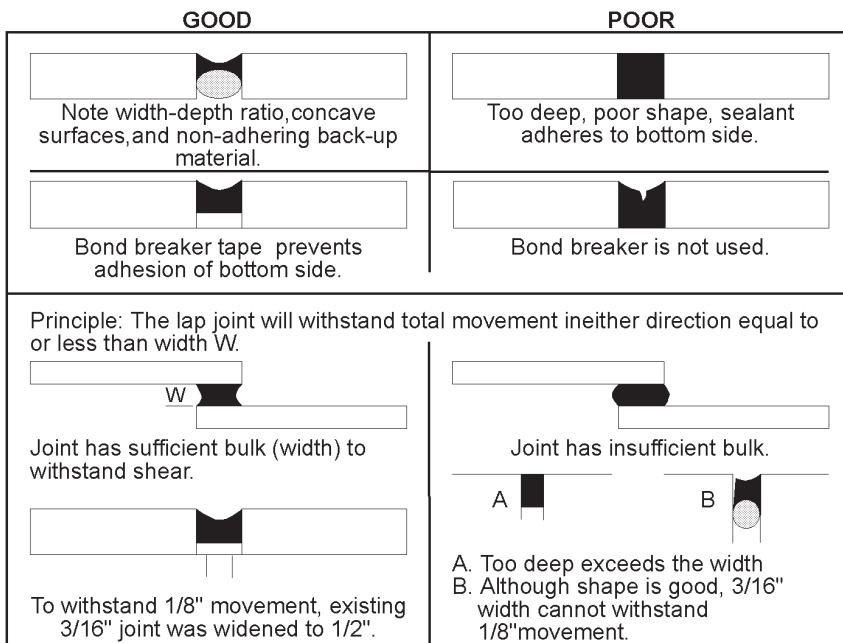 GOOD
POOR
Note width-depth ratio,concave
surfaces,and non-adhering back-up
material.
Too deep, poor shape, sealant
adheres to bottom side.
Bond breaker tape prevents
adhesion of bottom side.
Bond breaker is not used.
Principle: The lap joint will withstand total movement ineither direction equal to
or less than width W.
W
Joint has sufficient bulk (width) to
withstand shear.
Joint has insufficient bulk.
A
B
To withstand 1/8" movement, existing
3/16" joint was widened to 1/2".
A. Too deep exceeds the width
B. Although shape is good, 3/16"
width cannot withstand
1/8"movement.